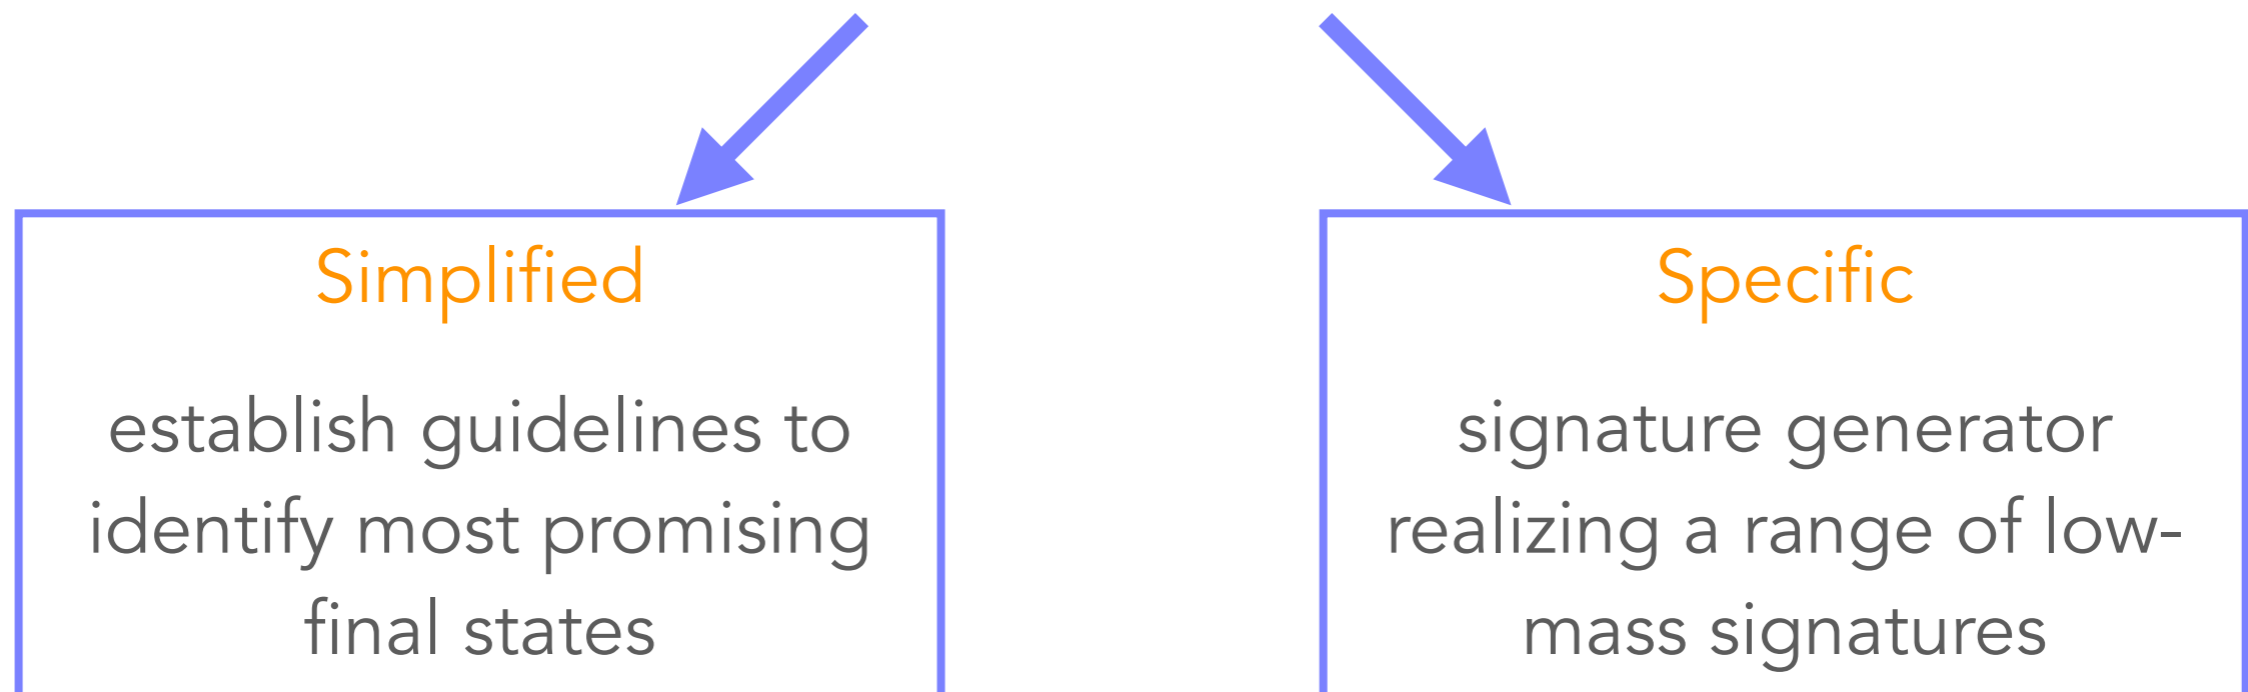 Simplified
establish guidelines to
identify most promising
final states
Specific
signature generator
realizing a range of low-
mass signatures